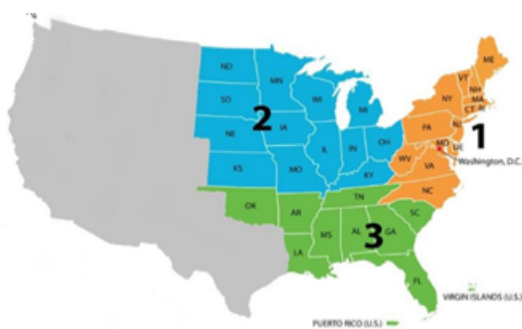 ME
ND
MN
VT
NH
WI
NY
MA
SD
MI
CT RI
2
IA
PA
NJ
1
NE
OH
MD
DE
IL
IN
WV
Washington, D.C.
KS
MO
VA
KY
NC
TN
OK
AR
SC
3
MS
AL
GA
LA
FL
VIRGIN ISLANDS (U.S.)
PUERTO RICO (U.S.)